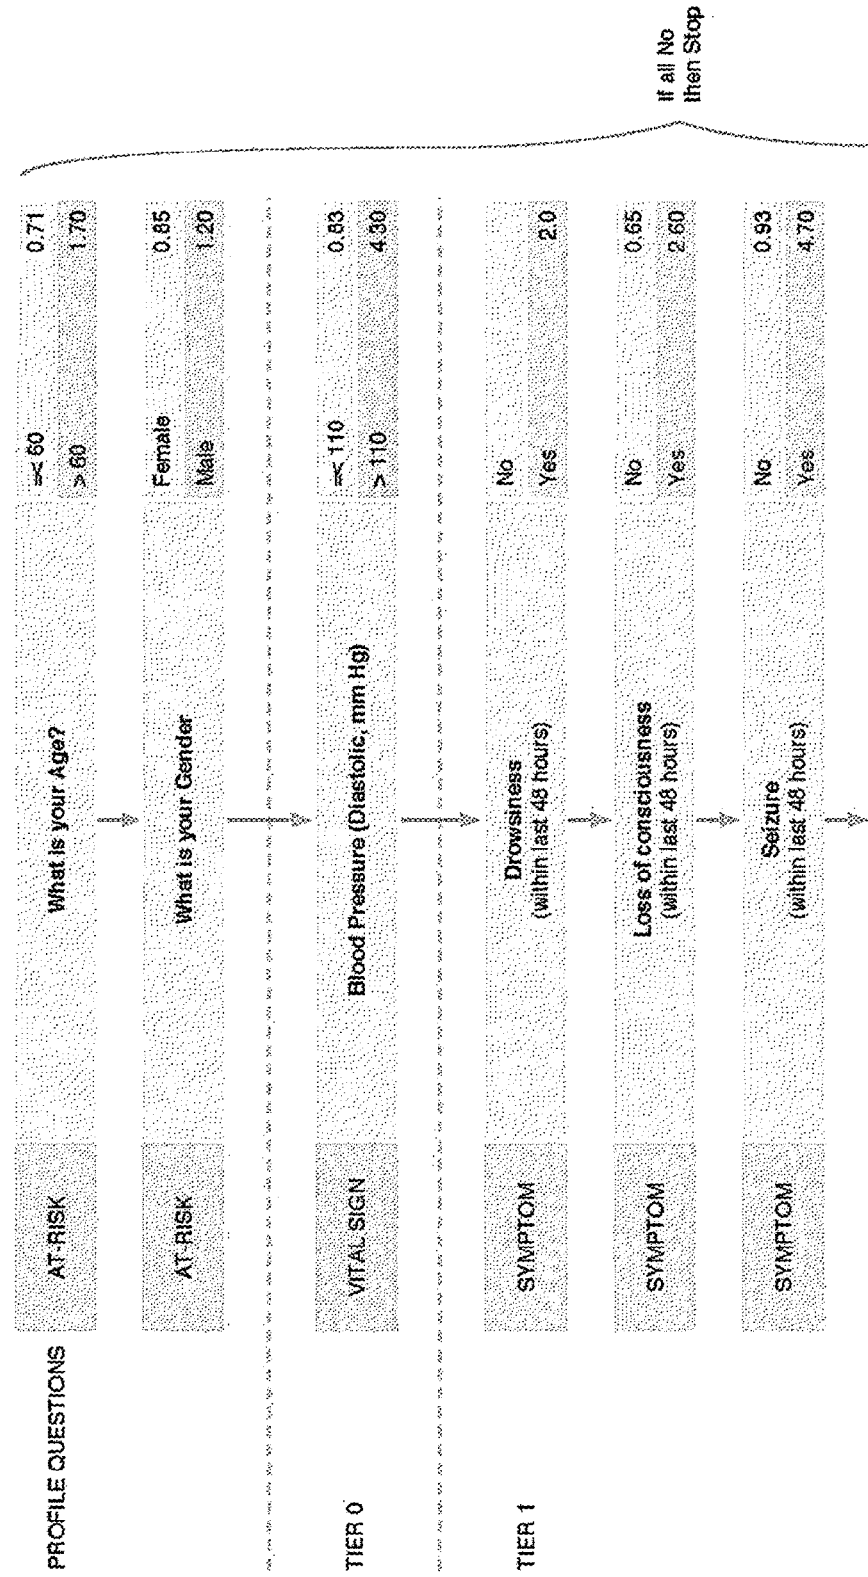 PROFILE QUESTIONS
AT-RISK
What is your Age?
=< 60 0.71
> 60 1.70
AT-RISK
What is your Gender
Female 0.85
Male 1.20
TIER 0
VITAL SIGN
Blood Pressure (Diastolic, mm Hg)
=< 110 0.83
> 110 4.30
TIER 1
SYMPTOM
Drowsiness
(within last 48 hours)
No
Yes 2.0
SYMPTOM
Loss of consciousness
(within last 48 hours)
No 0.65
Yes 2.60
SYMPTOM
Seizure
(within last 48 hours)
No 0.93
Yes 4.70
If all No
then Stop